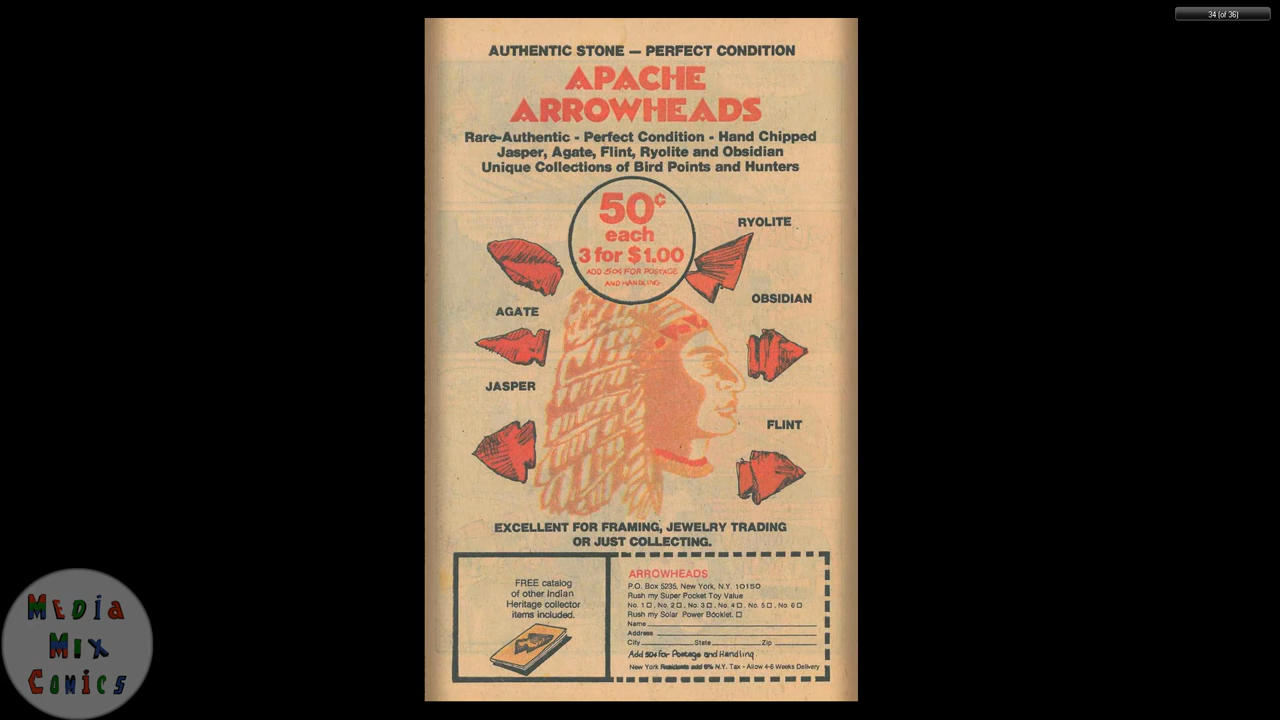 34 (of 36)
AUTHENTIC STONE — PERFECT CONDITION
APACHE
ARROWHEADS
Rare-Authentic - Perfect Condition - Hand Chipped
Jasper, Agate, Flint, Ryolite and Obsidian
Unique Collections of Bird Points and Hunters
50¢
each
3 for $1.00
ADD 50¢ FOR POSTAGE
AND HANDLING
RYOLITE
OBSIDIAN
AGATE
JASPER
FLINT
EXCELLENT FOR FRAMING, JEWELRY TRADING
OR JUST COLLECTING.
FREE catalog
of other Indian
Heritage collector
items included.
ARROWHEADS
P.O. Box 5235, New York, N.Y. 10150
Rush my Super Pocket Toy Value
No. 1 □, No. 2 □, No. 3 □, No. 4 □, No. 5 □, No. 6 □
Rush my Solar Power Booklet. □
Name
Address
City State Zip
Add 50¢ for Postage and Handling.
New York Residents add 8% N.Y. Tax - Allow 4-6 Weeks Delivery
MEDiA
MiX
COMiCS